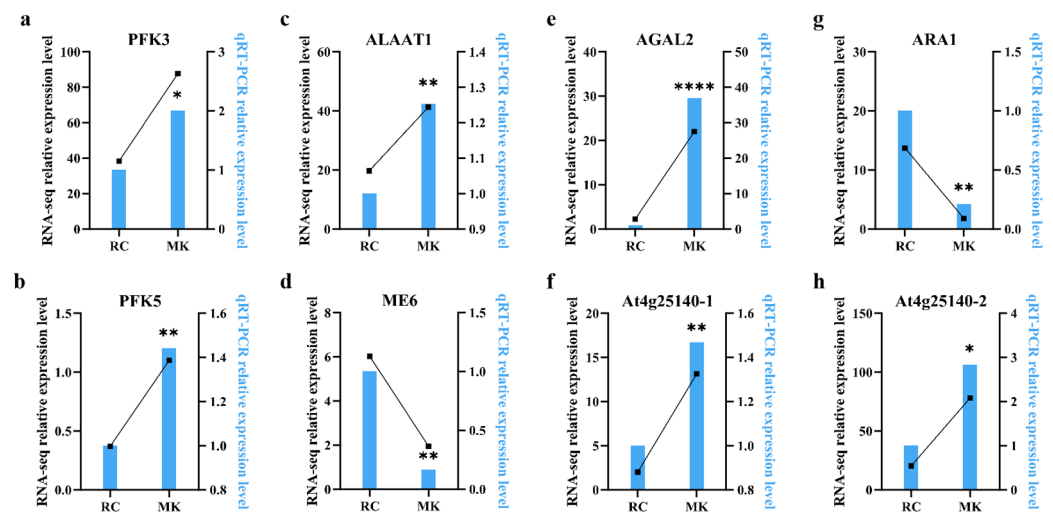 a
PFK3
RNA-seq relative expression level
100
80
60
40
20
0
*
RC
MK
3
2
1
0
qRT-PCR relative expression level
c
ALAAT1
RNA-seq relative expression level
60
40
20
0
**
RC
MK
1.4
1.3
1.2
1.1
1.0
0.9
qRT-PCR relative expression level
e
AGAL2
RNA-seq relative expression level
40
30
20
10
0
****
RC
MK
50
40
30
20
10
0
qRT-PCR relative expression level
g
ARA1
RNA-seq relative expression level
30
20
10
0
**
RC
MK
1.5
1.0
0.5
0.0
qRT-PCR relative expression level
b
PFK5
RNA-seq relative expression level
1.5
1.0
0.5
0.0
**
RC
MK
1.6
1.4
1.2
1.0
0.8
qRT-PCR relative expression level
d
ME6
RNA-seq relative expression level
8
6
4
2
0
**
RC
MK
1.5
1.0
0.5
0.0
qRT-PCR relative expression level
f
At4g25140-1
RNA-seq relative expression level
20
15
10
5
0
**
RC
MK
1.6
1.4
1.2
1.0
0.8
qRT-PCR relative expression level
h
At4g25140-2
RNA-seq relative expression level
150
100
50
0
*
RC
MK
4
3
2
1
0
qRT-PCR relative expression level